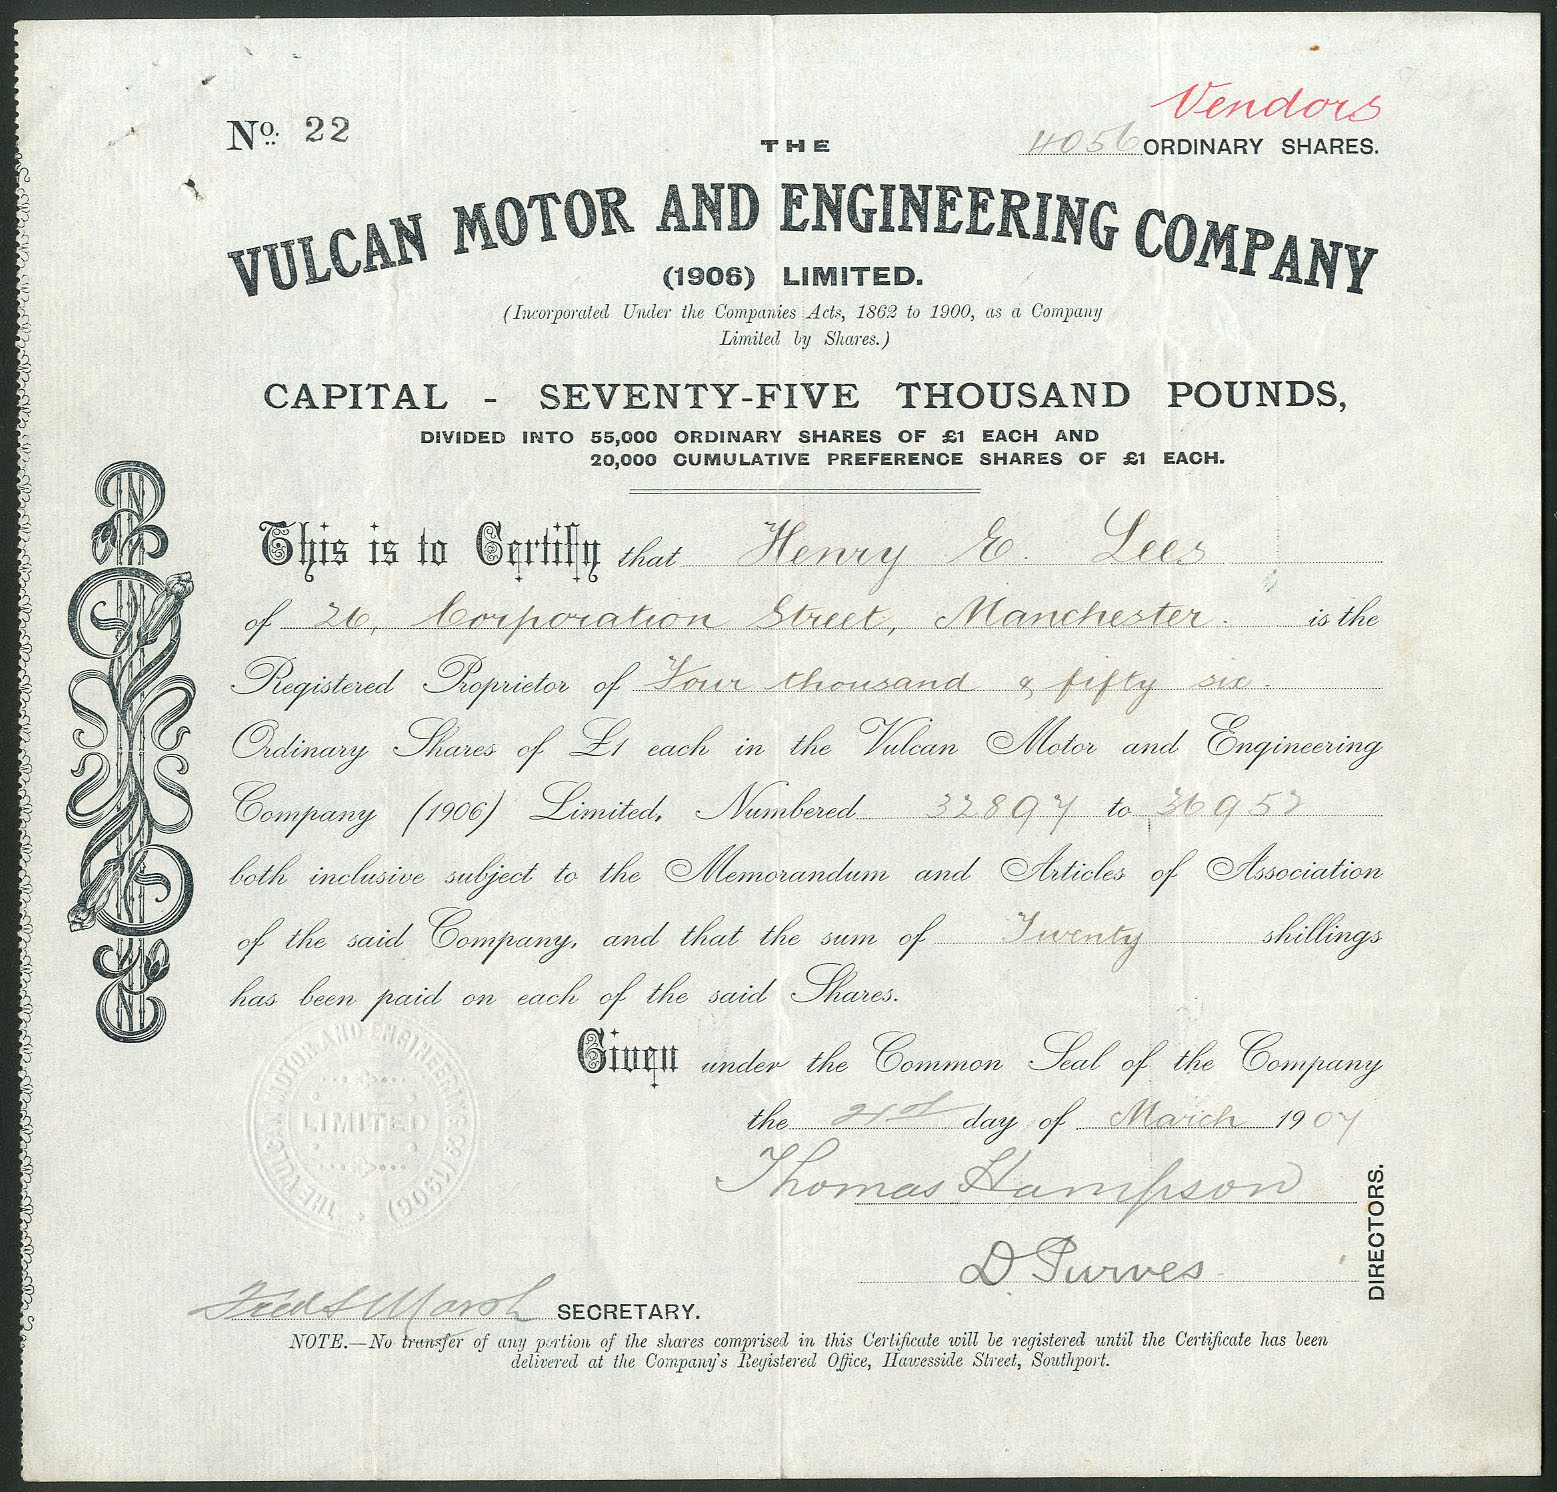 No. 22
Vendors
4056 ORDINARY SHARES.
THE
VULCAN MOTOR AND ENGINEERING COMPANY
(1906) LIMITED.
(Incorporated Under the Companies Acts, 1862 to 1900, as a Company
Limited by Shares.)
CAPITAL - SEVENTY-FIVE THOUSAND POUNDS,
DIVIDED INTO 55,000 ORDINARY SHARES OF £1 EACH AND
20,000 CUMULATIVE PREFERENCE SHARES OF £1 EACH.
This is to Certify that Henry E. Lees
of 26, Corporation Street, Manchester. is the
Registered Proprietor of Four thousand & fifty six.
Ordinary Shares of £1 each in the Vulcan Motor and Engineering
Company (1906) Limited, Numbered 32897 to 36952
both inclusive subject to the Memorandum and Articles of Association
of the said Company, and that the sum of Twenty shillings
has been paid on each of the said Shares.
Given under the Common Seal of the Company
the 21st day of March 1907
Thomas Hampson
D Purves
DIRECTORS.
THE VULCAN MOTOR AND ENGINEERING CO (1906)
LIMITED
Fred S Marsh SECRETARY.
NOTE.—No transfer of any portion of the shares comprised in this Certificate will be registered until the Certificate has been
delivered at the Company's Registered Office, Hawesside Street, Southport.